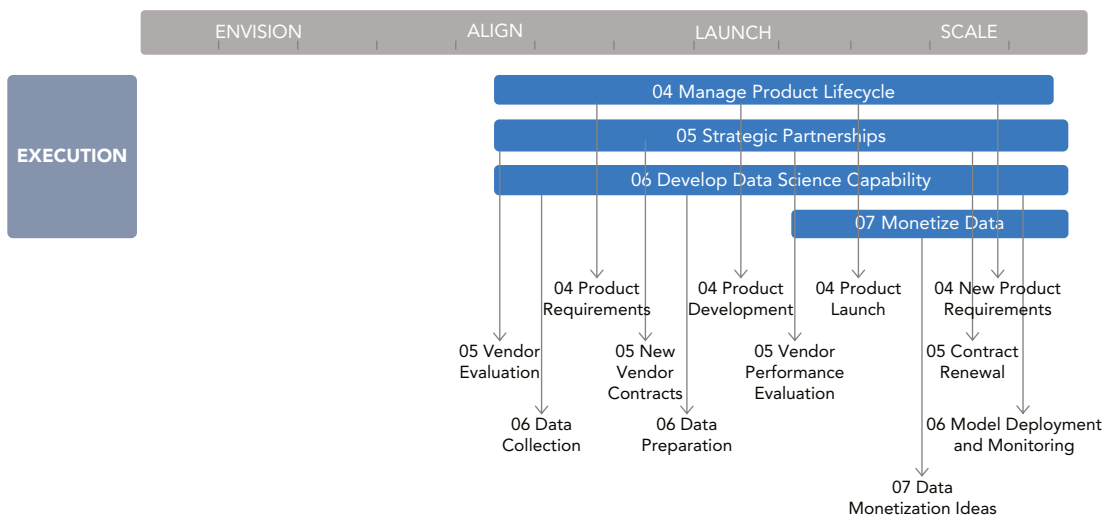 ENVISION
ALIGN
LAUNCH
SCALE
EXECUTION
04 Manage Product Lifecycle
05 Strategic Partnerships
06 Develop Data Science Capability
07 Monetize Data
04 Product
Requirements
04 Product
Development
04 Product
Launch
04 New Product
Requirements
05 Vendor
Evaluation
05 New
Vendor
Contracts
05 Vendor
Performance
Evaluation
05 Contract
Renewal
06 Data
Collection
06 Data
Preparation
06 Model Deployment
and Monitoring
07 Data
Monetization Ideas